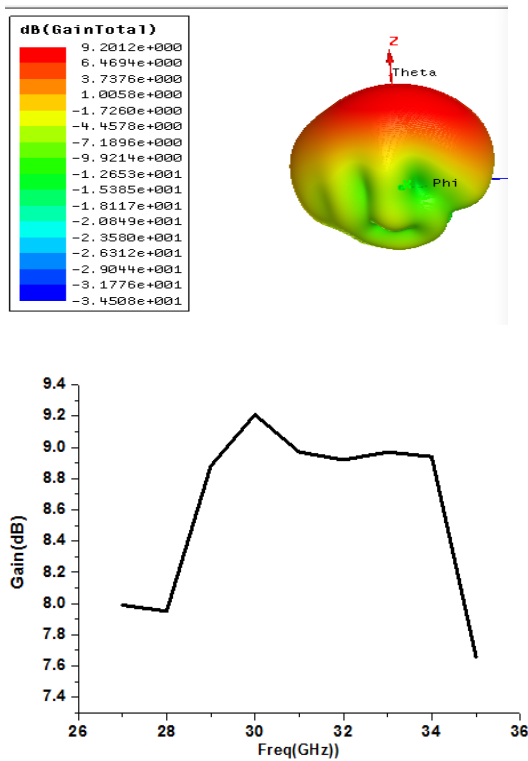 dB(GainTotal)
9.2012e+000
6.4694e+000
3.7376e+000
1.0058e+000
-1.7260e+000
-4.4578e+000
-7.1896e+000
-9.9214e+000
-1.2653e+001
-1.5385e+001
-1.8117e+001
-2.0849e+001
-2.3580e+001
-2.6312e+001
-2.9044e+001
-3.1776e+001
-3.4508e+001
Z
Theta
Phi
9.4
9.2
9.0
8.8
8.6
8.4
8.2
8.0
7.8
7.6
7.4
Gain(dB)
26 28 30 32 34 36
Freq(GHz))